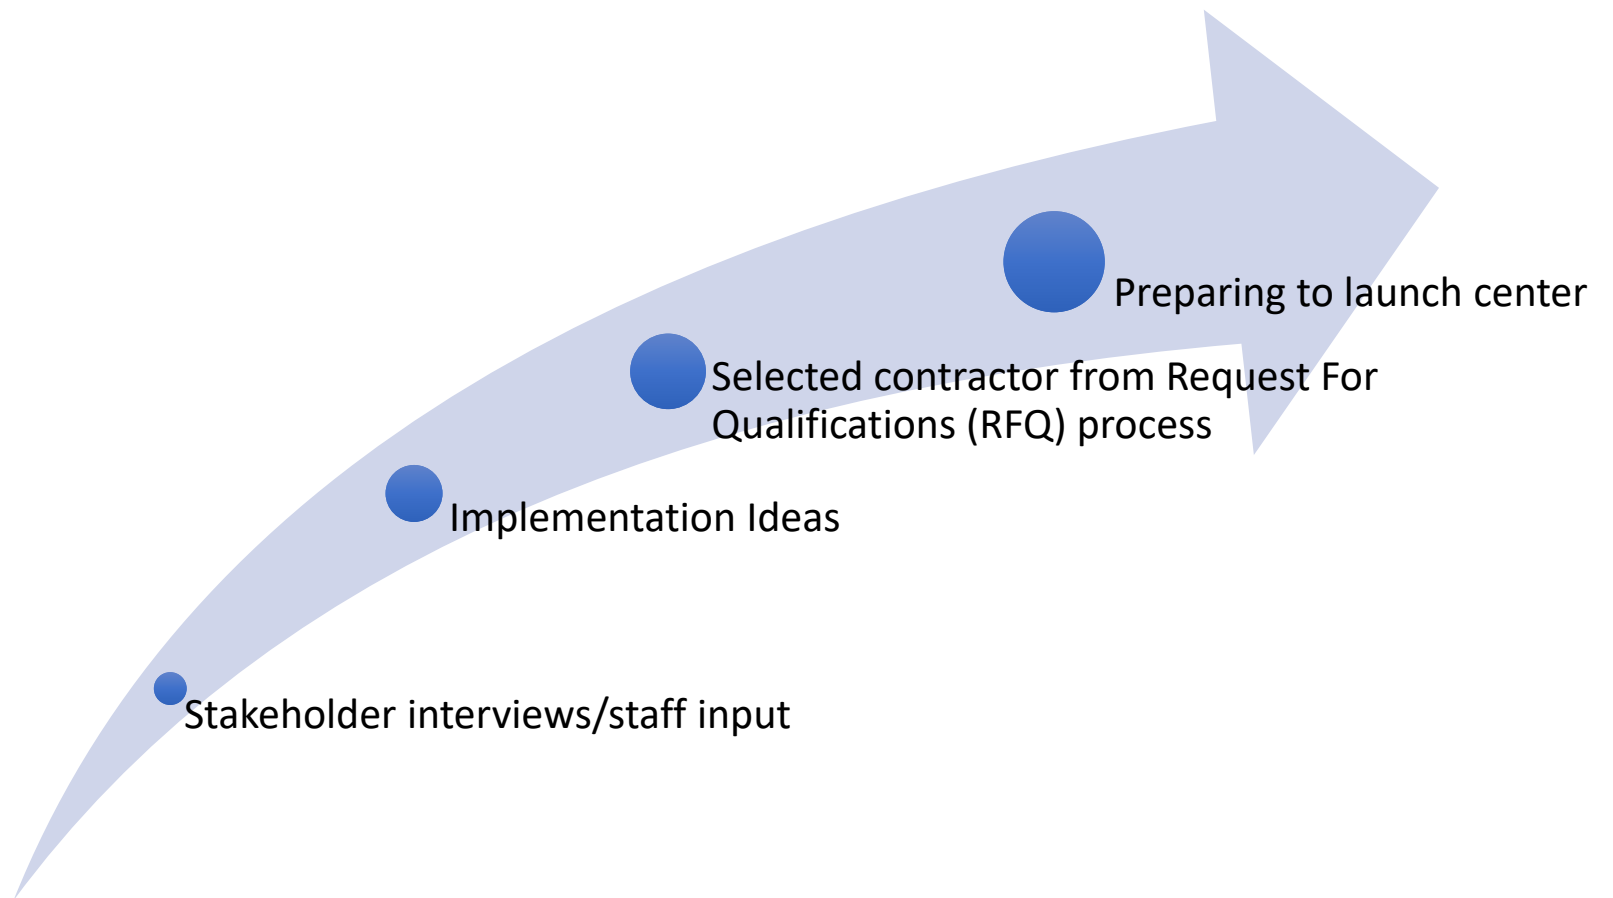 Preparing to launch center
Selected contractor from Request For
Qualifications (RFQ) process
Implementation Ideas
Stakeholder interviews/staff input